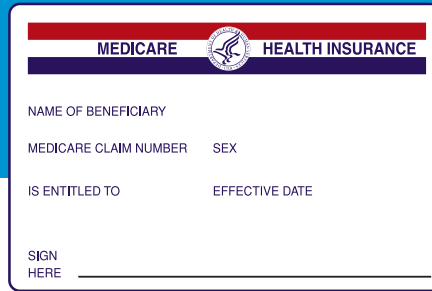 MEDICARE HEALTH INSURANCE
NAME OF BENEFICIARY
MEDICARE CLAIM NUMBER SEX
IS ENTITLED TO EFFECTIVE DATE
SIGN
HERE